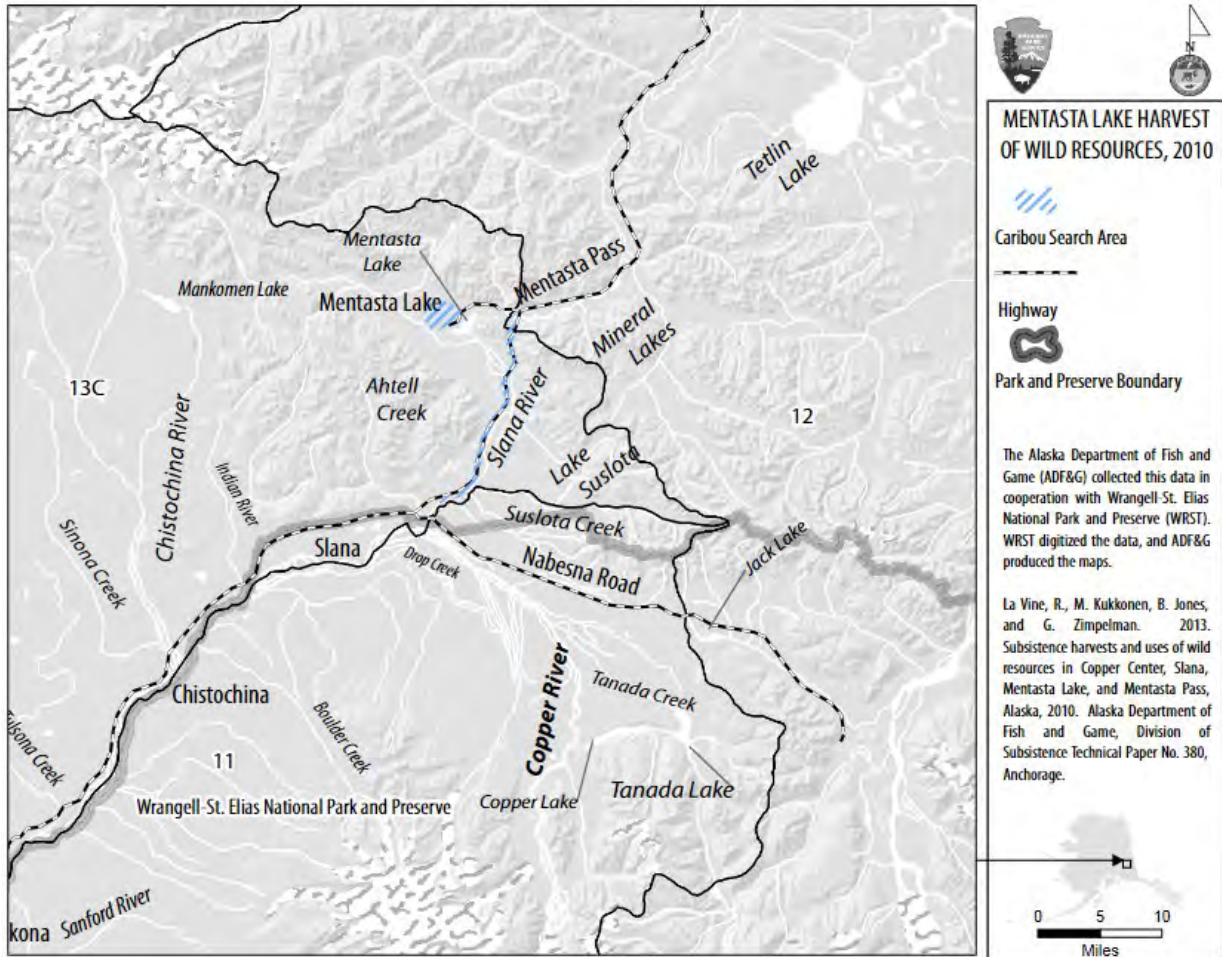 Tetlin
Lake
Mentasta
Lake
Mentasta Pass
Mankomen Lake
Mentasta Lake
Mineral
Lakes
13C
Ahtell
Creek
12
Chistochina River
Slana River
Lake
Suslota
Indian River
Suslota Creek
Sinona Creek
Slana
Drop Creek
Nabesna Road
Jack Lake
Copper River
Tanada Creek
Chistochina
Boulder Creek
ulsona Creek
11
Copper Lake
Tanada Lake
Wrangell-St. Elias National Park and Preserve
kona
Sanford River
N
MENTASTA LAKE HARVEST
OF WILD RESOURCES, 2010
Caribou Search Area
Highway
Park and Preserve Boundary
The Alaska Department of Fish and
Game (ADF&G) collected this data in
cooperation with Wrangell-St. Elias
National Park and Preserve (WRST).
WRST digitized the data, and ADF&G
produced the maps.
La Vine, R., M. Kukkonen, B. Jones,
and G. Zimpelman. 2013.
Subsistence harvests and uses of wild
resources in Copper Center, Slana,
Mentasta Lake, and Mentasta Pass,
Alaska, 2010. Alaska Department of
Fish and Game, Division of
Subsistence Technical Paper No. 380,
Anchorage.
0 5 10
Miles